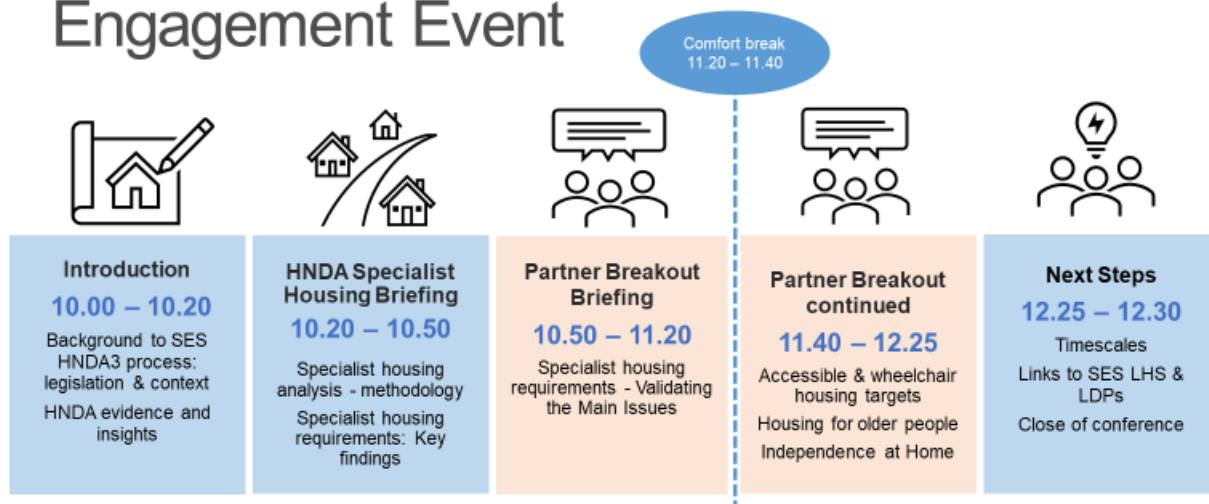 Engagement Event
Comfort break
11.20 – 11.40
Introduction
10.00 – 10.20
Background to SES
HNDA3 process:
legislation & context
HNDA evidence and
insights
HNDA Specialist
Housing Briefing
10.20 – 10.50
Specialist housing
analysis - methodology
Specialist housing
requirements: Key
findings
Partner Breakout
Briefing
10.50 – 11.20
Specialist housing
requirements - Validating
the Main Issues
Partner Breakout
continued
11.40 – 12.25
Accessible & wheelchair
housing targets
Housing for older people
Independence at Home
Next Steps
12.25 – 12.30
Timescales
Links to SES LHS &
LDPs
Close of conference